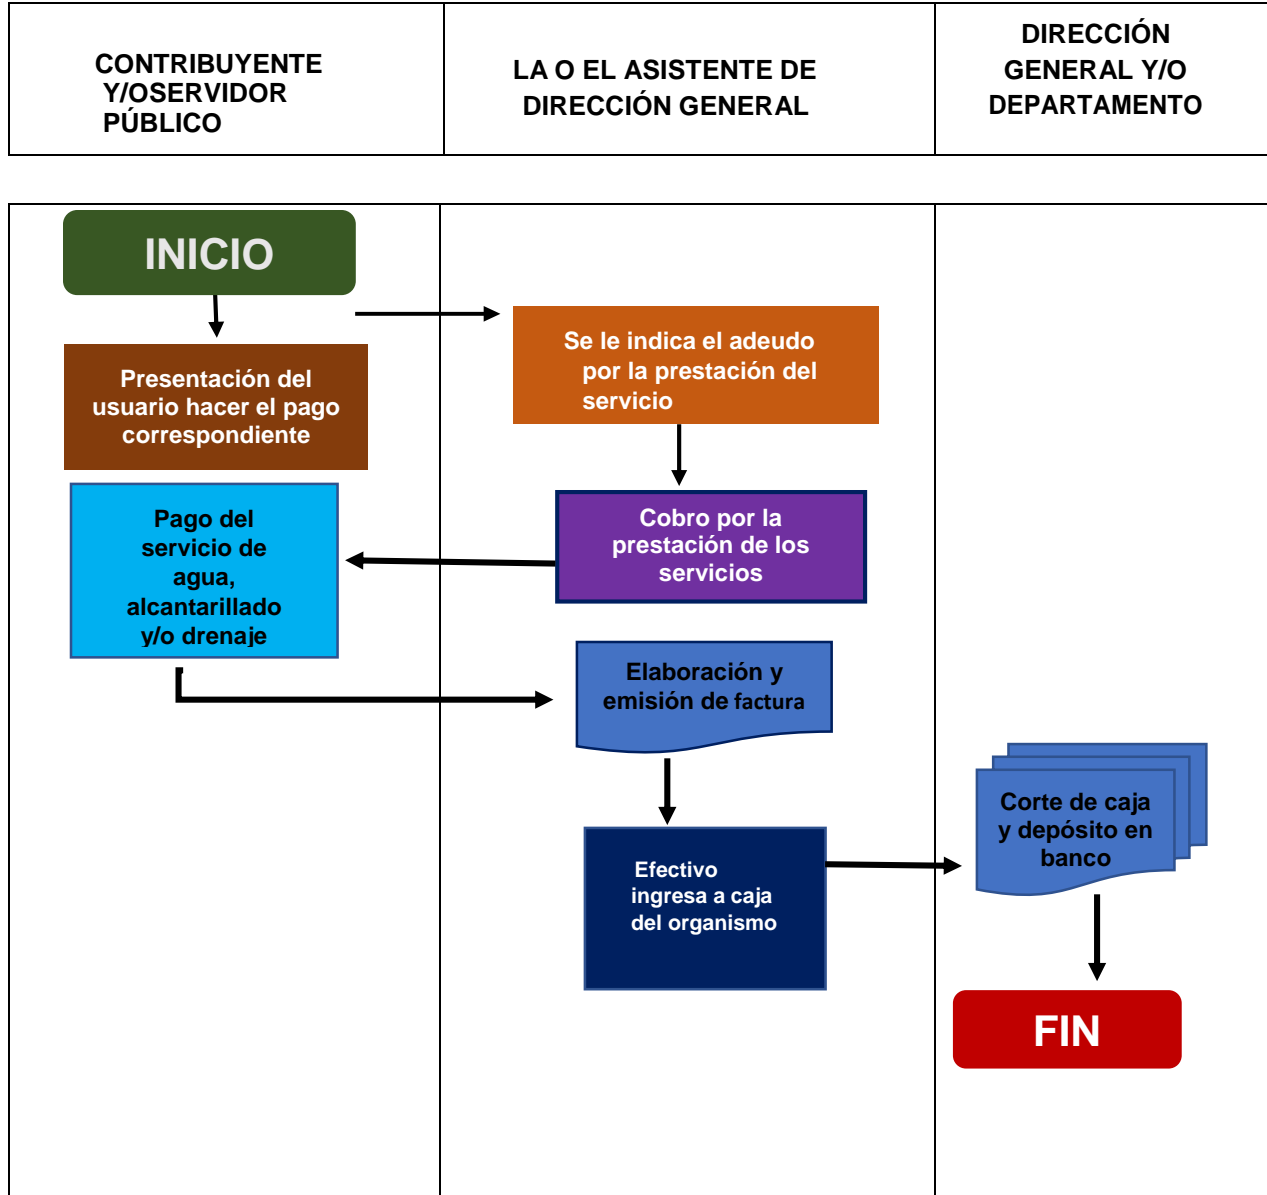 CONTRIBUYENTE
Y/OSERVIDOR
PÚBLICO
LA O EL ASISTENTE DE
DIRECCIÓN GENERAL
DIRECCIÓN
GENERAL Y/O
DEPARTAMENTO
INICIO
Presentación del
usuario hacer el pago
correspondiente
Se le indica el adeudo
por la prestación del
servicio
Cobro por la
prestación de los
servicios
Pago del
servicio de
agua,
alcantarillado
y/o drenaje
Elaboración y
emisión de factura
Efectivo
ingresa a caja
del organismo
Corte de caja
y depósito en
banco
FIN